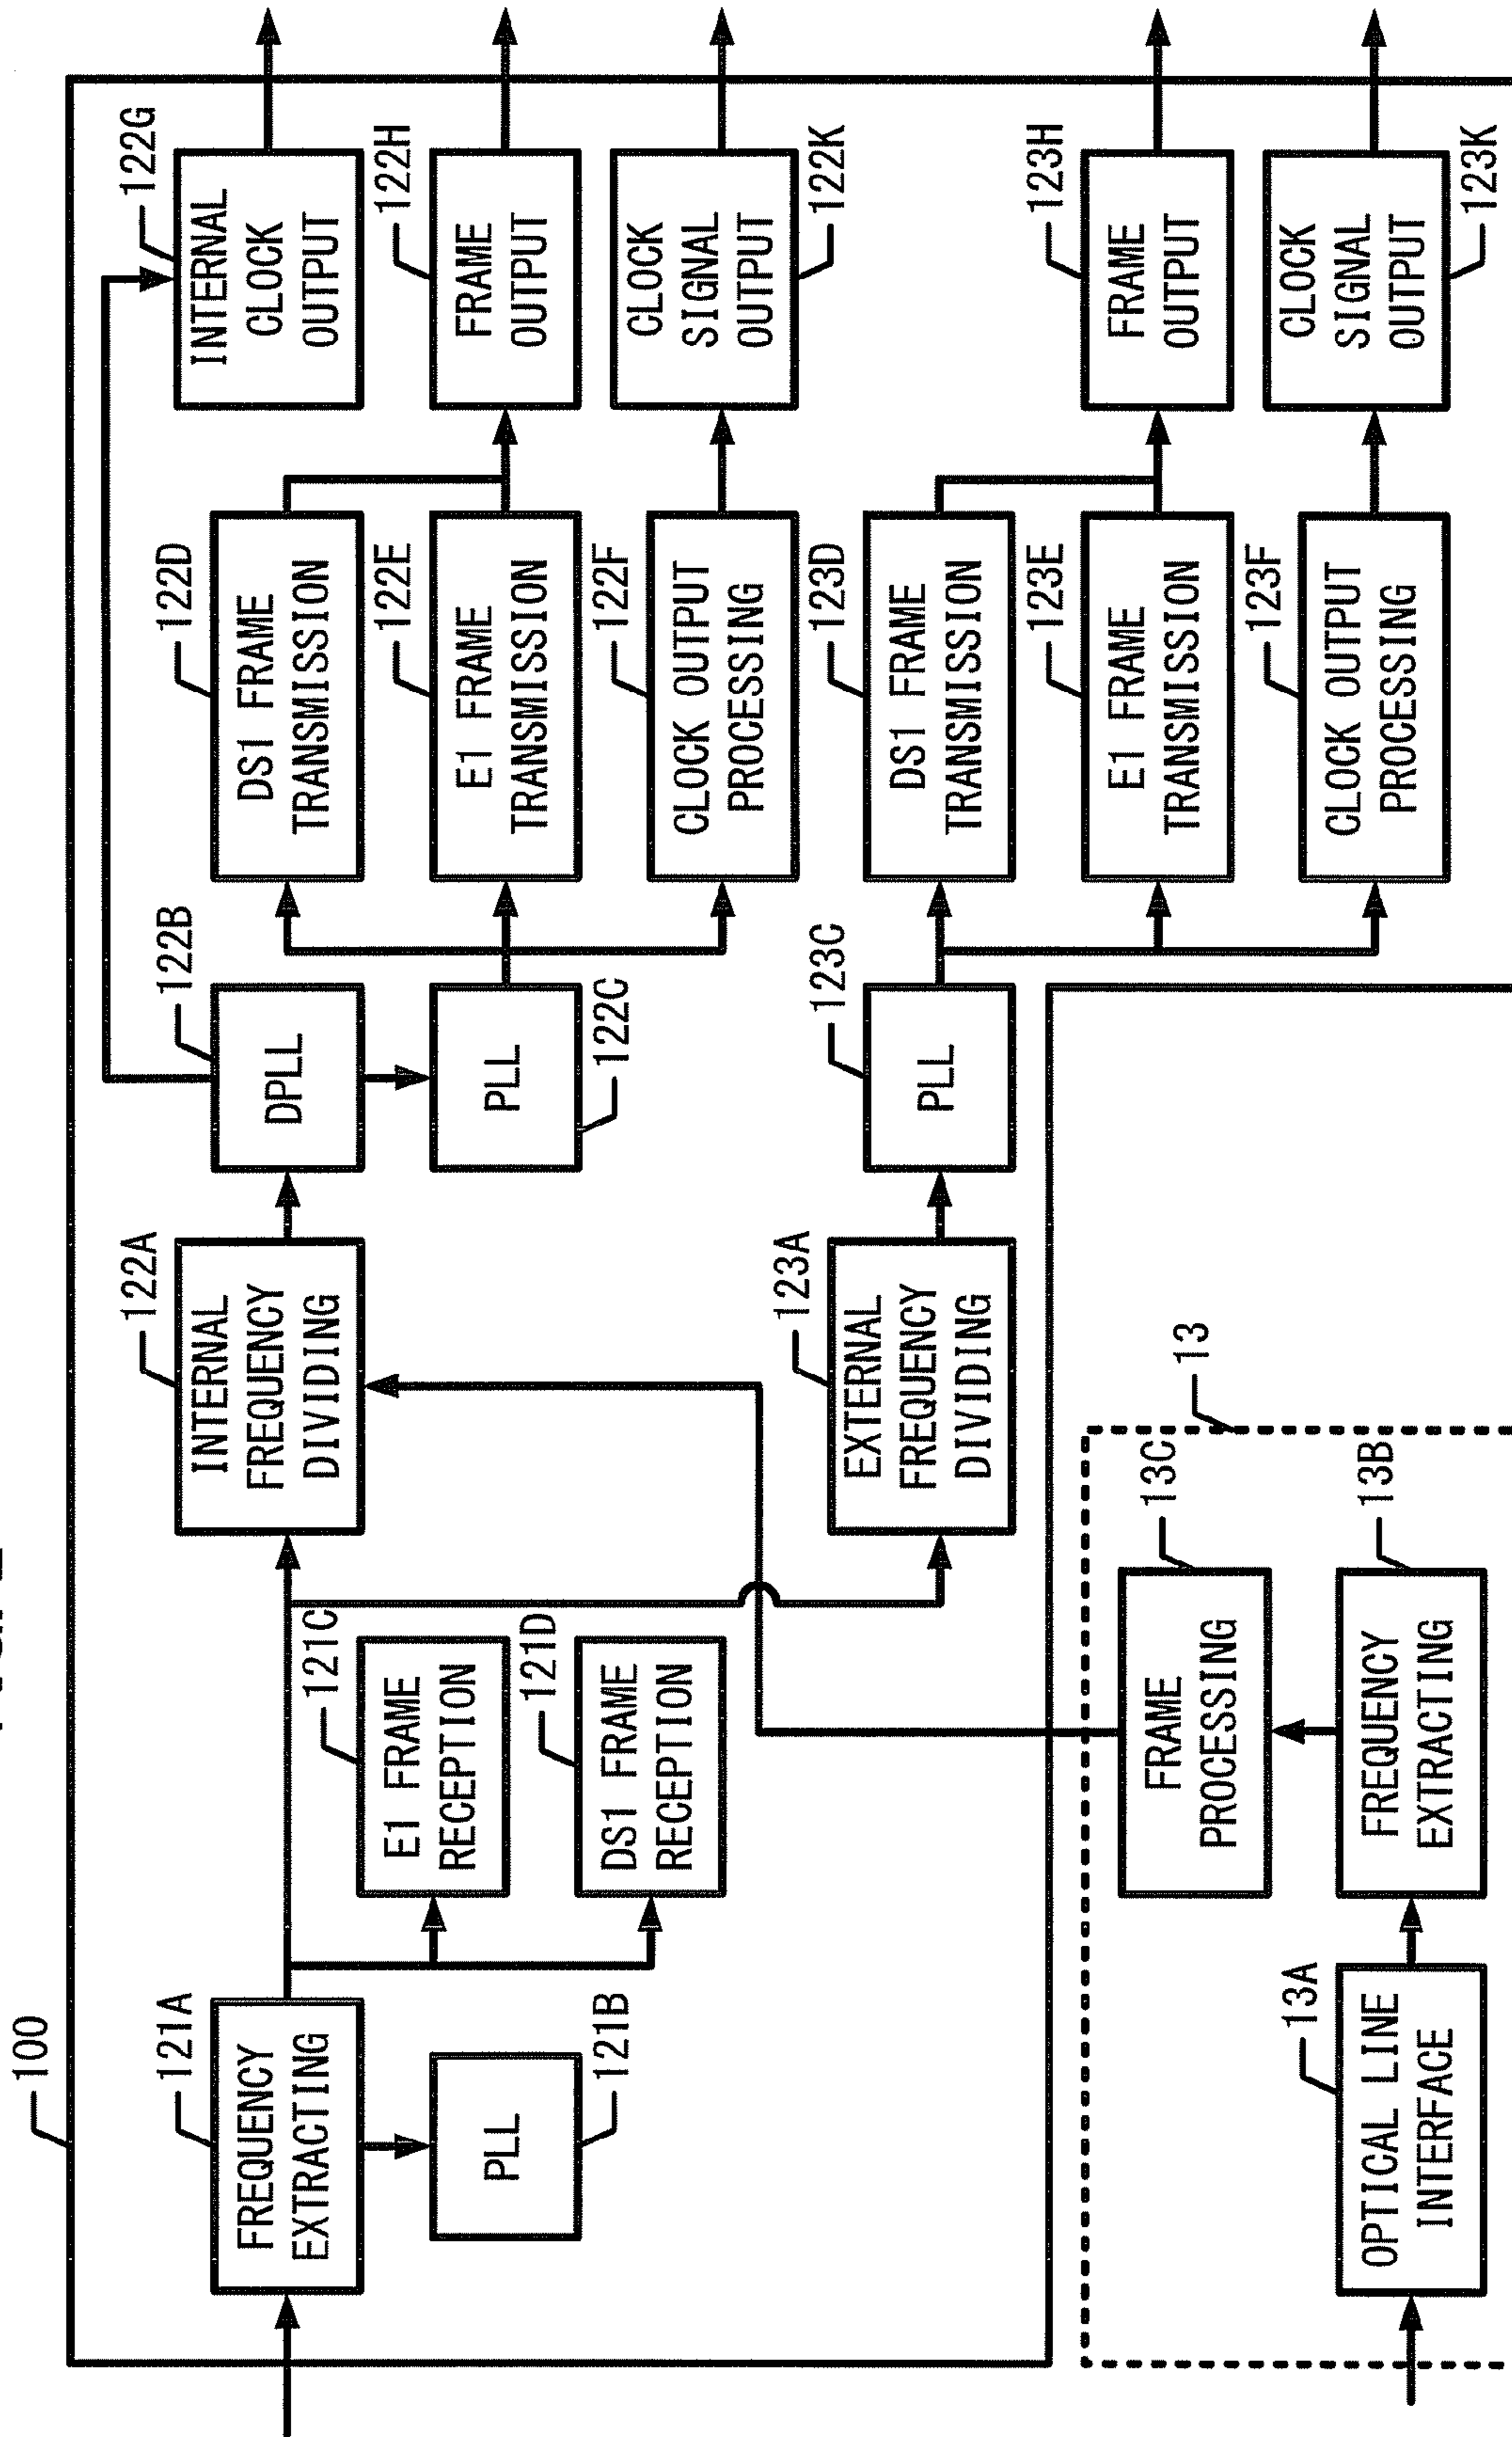 100
121A
FREQUENCY
EXTRACTING
PLL
121B
E1 FRAME
RECEPTION
121C
DS1 FRAME
RECEPTION
121D
122A
INTERNAL
FREQUENCY
DIVIDING
122B
DPLL
PLL
122C
122D
DS1 FRAME
TRANSMISSION
122E
E1 FRAME
TRANSMISSION
122F
CLOCK OUTPUT
PROCESSING
122G
INTERNAL
CLOCK
OUTPUT
122H
FRAME
OUTPUT
CLOCK
SIGNAL
OUTPUT
122K
123A
EXTERNAL
FREQUENCY
DIVIDING
123C
PLL
123D
DS1 FRAME
TRANSMISSION
123E
E1 FRAME
TRANSMISSION
123F
CLOCK OUTPUT
PROCESSING
123H
FRAME
OUTPUT
CLOCK
SIGNAL
OUTPUT
123K
13
13A
OPTICAL LINE
INTERFACE
13B
FREQUENCY
EXTRACTING
13C
FRAME
PROCESSING